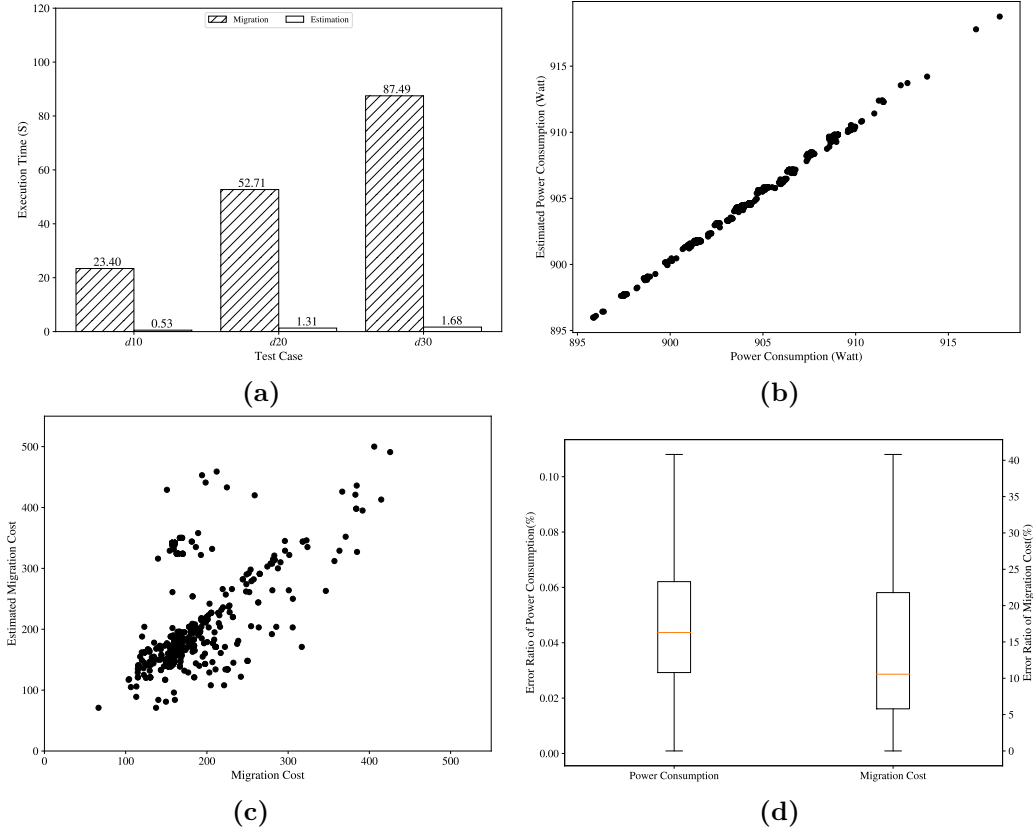 Migration
Estimation
120
100
80
60
40
20
0
Execution Time (S)
23.40
0.53
52.71
1.31
87.49
1.68
d10
d20
d30
Test Case
(a)
Estimated Power Consumption (Watt)
915
910
905
900
895
895
900
905
910
915
Power Consumption (Watt)
(b)
Estimated Migration Cost
500
400
300
200
100
0
0
100
200
300
400
500
Migration Cost
(c)
Error Ratio of Power Consumption(%)
0.10
0.08
0.06
0.04
0.02
0.00
40
35
30
25
20
15
10
5
0
Error Ratio of Migration Cost(%)
Power Consumption
Migration Cost
(d)